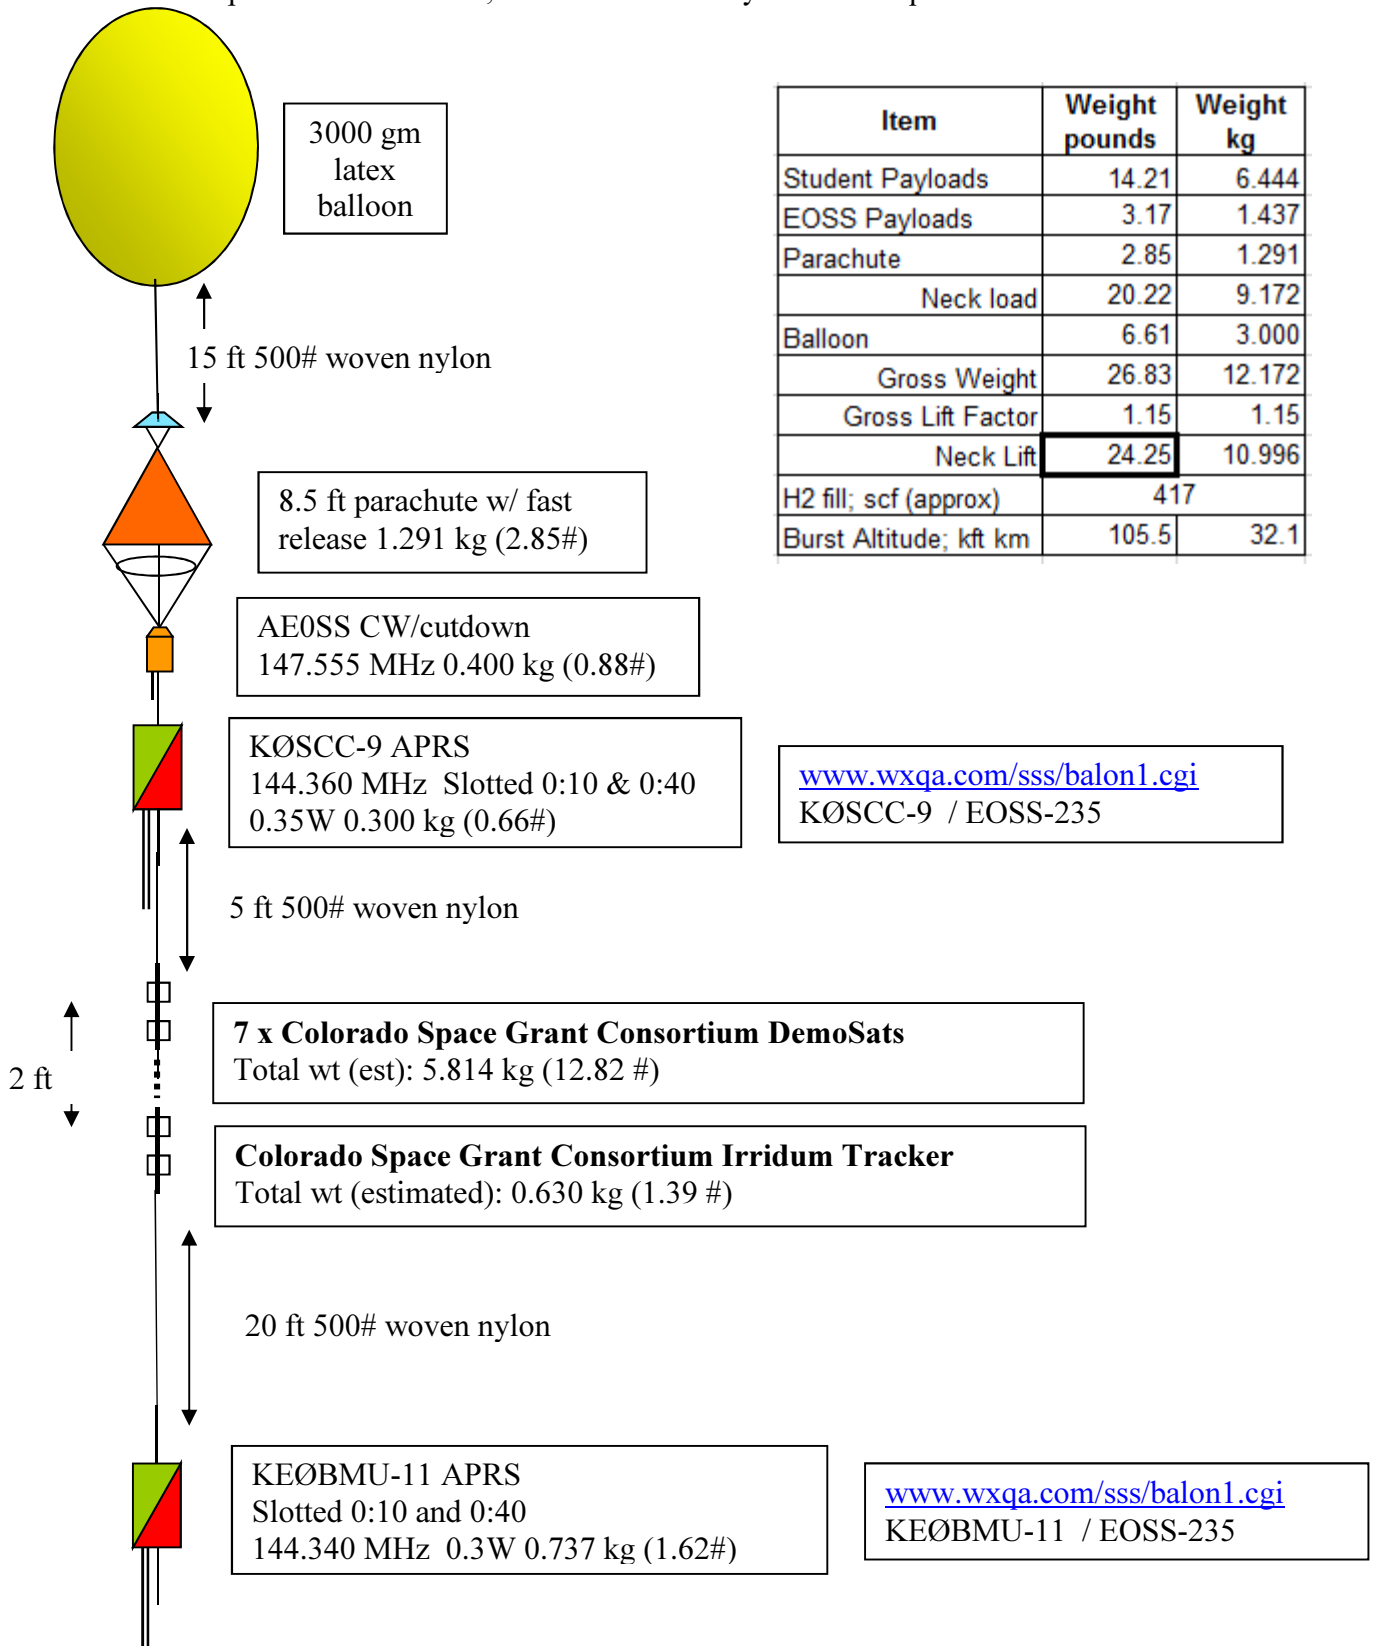 3000 gm
latex
balloon
Item Weight pounds Weight kg
Student Payloads 14.21 6.444
EOSS Payloads 3.17 1.437
Parachute 2.85 1.291
Neck load 20.22 9.172
Balloon 6.61 3.000
Gross Weight 26.83 12.172
Gross Lift Factor 1.15 1.15
Neck Lift 24.25 10.996
H2 fill; scf (approx) 417
Burst Altitude; kft km 105.5 32.1
15 ft 500# woven nylon
8.5 ft parachute w/ fast
release 1.291 kg (2.85#)
AE0SS CW/cutdown
147.555 MHz 0.400 kg (0.88#)
KØSCC-9 APRS
144.360 MHz  Slotted 0:10 & 0:40
0.35W 0.300 kg (0.66#)
www.wxqa.com/sss/balon1.cgi
KØSCC-9  / EOSS-235
5 ft 500# woven nylon
2 ft
7 x Colorado Space Grant Consortium DemoSats
Total wt (est): 5.814 kg (12.82 #)
Colorado Space Grant Consortium Irridum Tracker
Total wt (estimated): 0.630 kg (1.39 #)
20 ft 500# woven nylon
KEØBMU-11 APRS
Slotted 0:10 and 0:40
144.340 MHz  0.3W 0.737 kg (1.62#)
www.wxqa.com/sss/balon1.cgi
KEØBMU-11  / EOSS-235